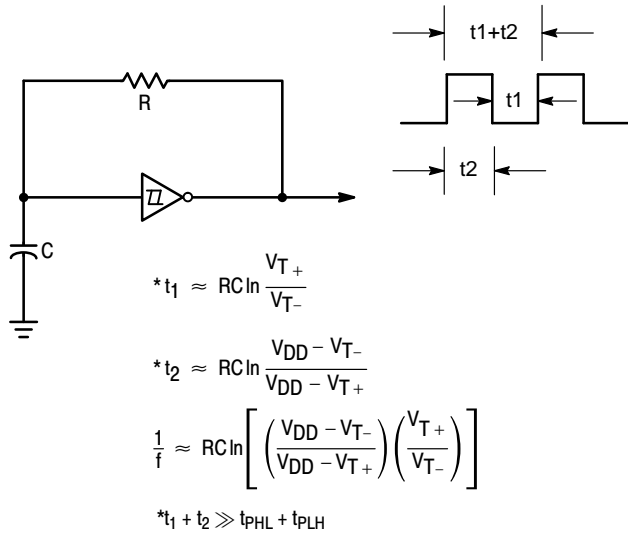 t1+t2
R
t1
t2
C
*t₁ ≈ RC ln V_T+ / V_T−
*t₂ ≈ RC ln (V_DD − V_T−) / (V_DD − V_T+)
1/f ≈ RC ln [ ( (V_DD − V_T−) / (V_DD − V_T+) ) ( V_T+ / V_T− ) ]
*t₁ + t₂ ≫ t_PHL + t_PLH